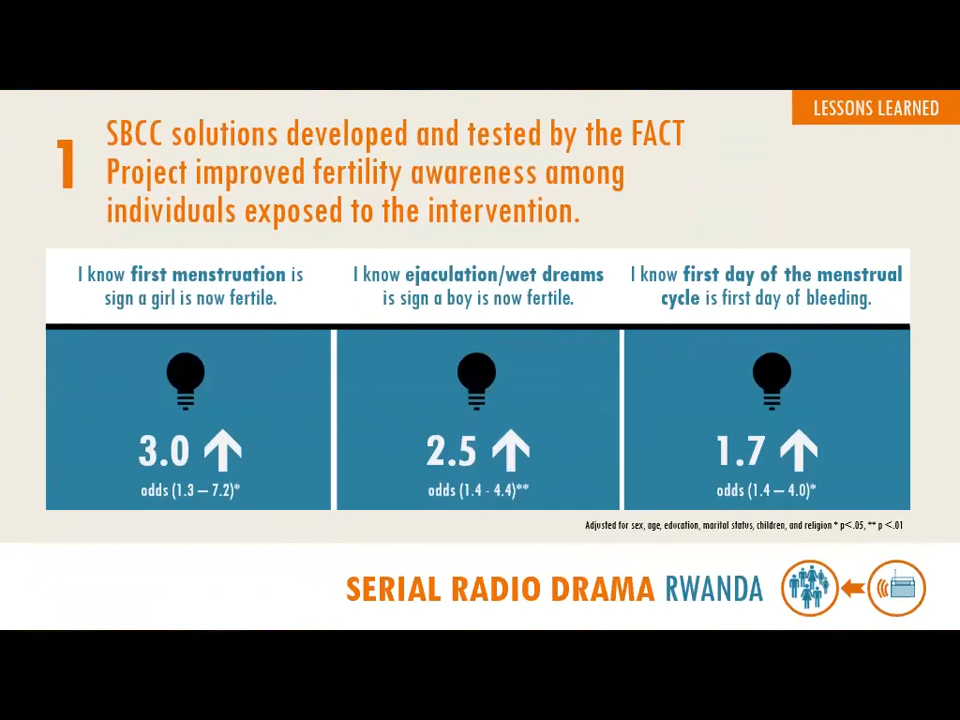 LESSONS LEARNED
1
SBCC solutions developed and tested by the FACT
Project improved fertility awareness among
individuals exposed to the intervention.
I know first menstruation is
sign a girl is now fertile.
I know ejaculation/wet dreams
is sign a boy is now fertile.
I know first day of the menstrual
cycle is first day of bleeding.
3.0
odds (1.3 – 7.2)*
2.5
odds (1.4 - 4.4)**
1.7
odds (1.4 – 4.0)*
Adjusted for sex, age, education, marital status, children, and religion * p<.05, ** p <.01
SERIAL RADIO DRAMA RWANDA